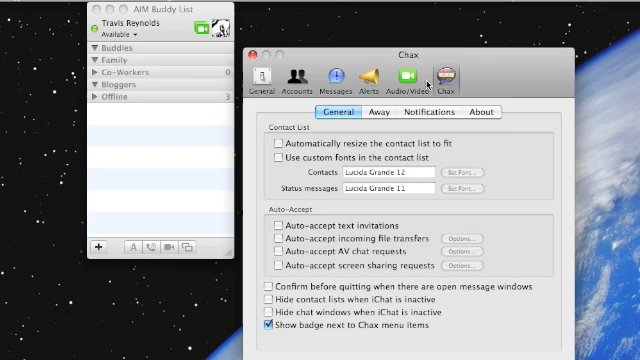 AIM Buddy List
Travis Reynolds
Available
Buddies
Family
Co-Workers 0
Bloggers
Offline 3
A
Chax
General Accounts Messages Alerts Audio/Video Chax
General Away Notifications About
Contact List
Automatically resize the contact list to fit
Use custom fonts in the contact list
Contacts Lucida Grande 12 Set Font...
Status messages Lucida Grande 11 Set Font...
Auto-Accept
Auto-accept text invitations
Auto-accept incoming file transfers Options...
Auto-accept AV chat requests Options...
Auto-accept screen sharing requests Options...
Confirm before quitting when there are open message windows
Hide contact lists when iChat is inactive
Hide chat windows when iChat is inactive
Show badge next to Chax menu items